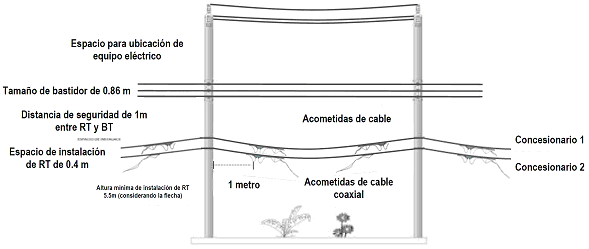 Espacio para ubicación de
equipo eléctrico
Tamaño de bastidor de 0.86 m
Distancia de seguridad de 1m
entre RT y BT
Acometidas de cable
Concesionario 1
Espacio de instalación
de RT de 0.4 m
Concesionario 2
1 metro
Acometidas de cable
coaxial
Altura mínima de instalación de RT
5.5m (considerando la flecha)